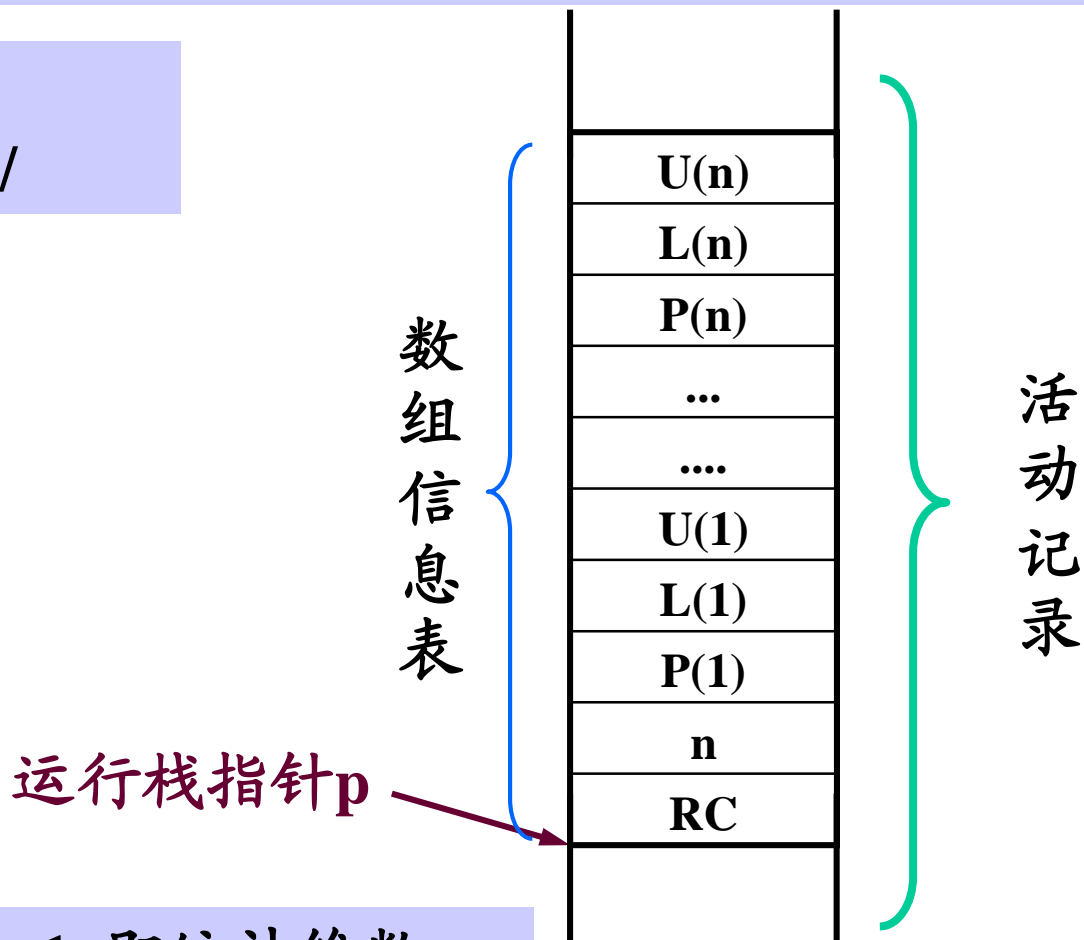 /
U(n)
L(n)
P(n)
...
....
U(1)
L(1)
P(1)
n
RC
数组信息表
活动记录
运行栈指针p